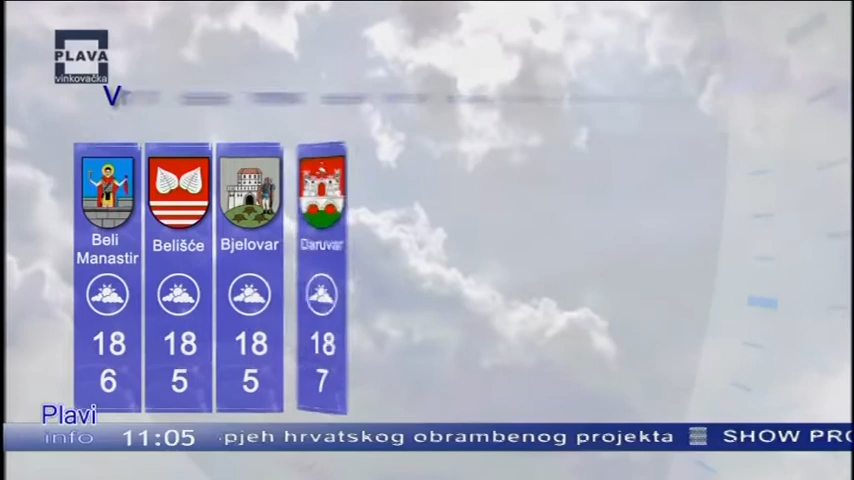 PLAVA
vinkovačka
V
Beli
Manastir
18
6
Belišće
18
5
Bjelovar
18
5
Daruvar
18
7
Plavi
info 11:05 pjeh hrvatskog obrambenog projekta SHOW PRO